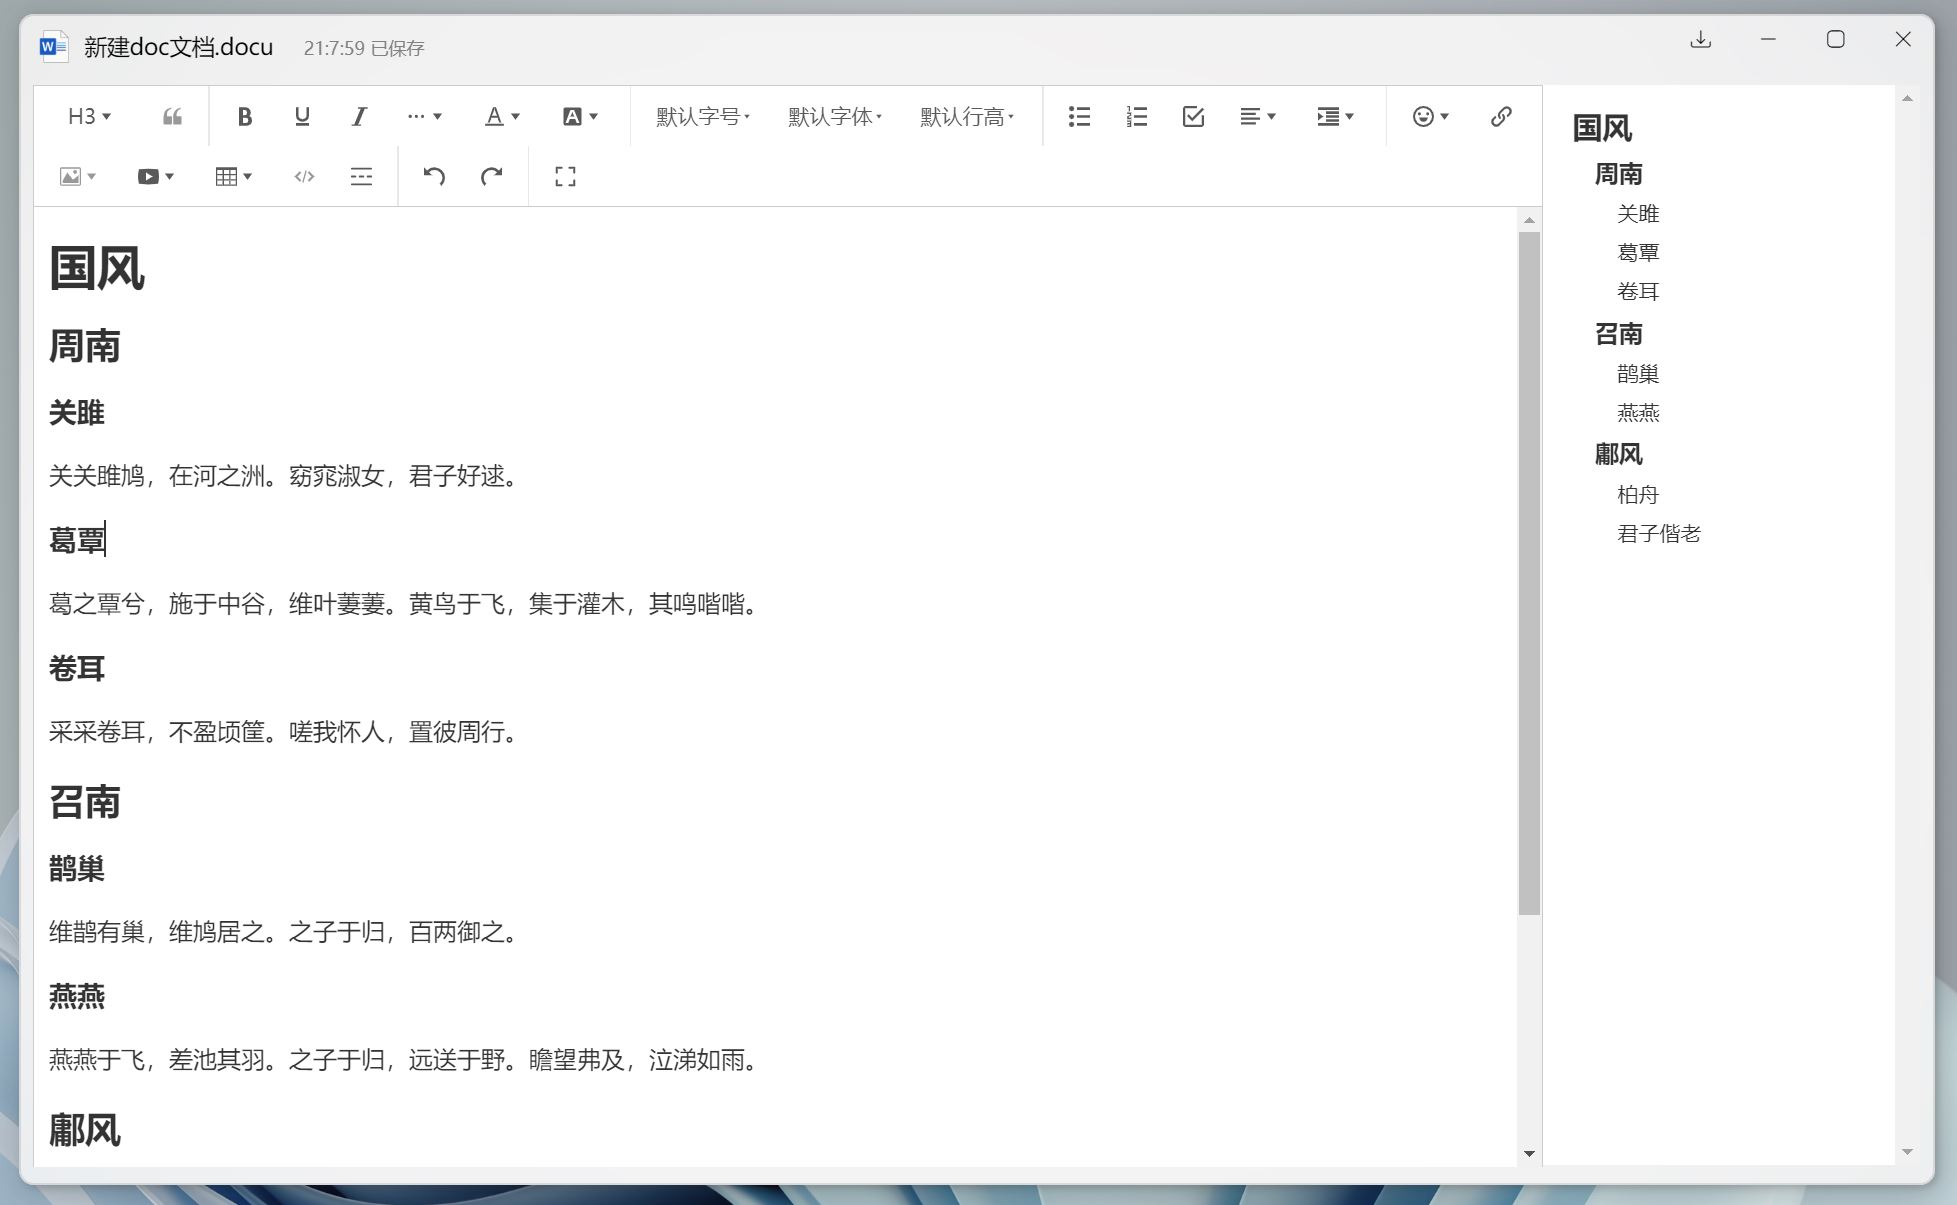 新建doc文档.docu 21:7:59 已保存
H3 B U I A A 默认字号 默认字体 默认行高
国风
周南
关雎
关关雎鸠，在河之洲。窈窕淑女，君子好逑。
葛覃
葛之覃兮，施于中谷，维叶萋萋。黄鸟于飞，集于灌木，其鸣喈喈。
卷耳
采采卷耳，不盈顷筐。嗟我怀人，置彼周行。
召南
鹊巢
维鹊有巢，维鸠居之。之子于归，百两御之。
燕燕
燕燕于飞，差池其羽。之子于归，远送于野。瞻望弗及，泣涕如雨。
鄘风
国风
周南
关雎
葛覃
卷耳
召南
鹊巢
燕燕
鄘风
柏舟
君子偕老